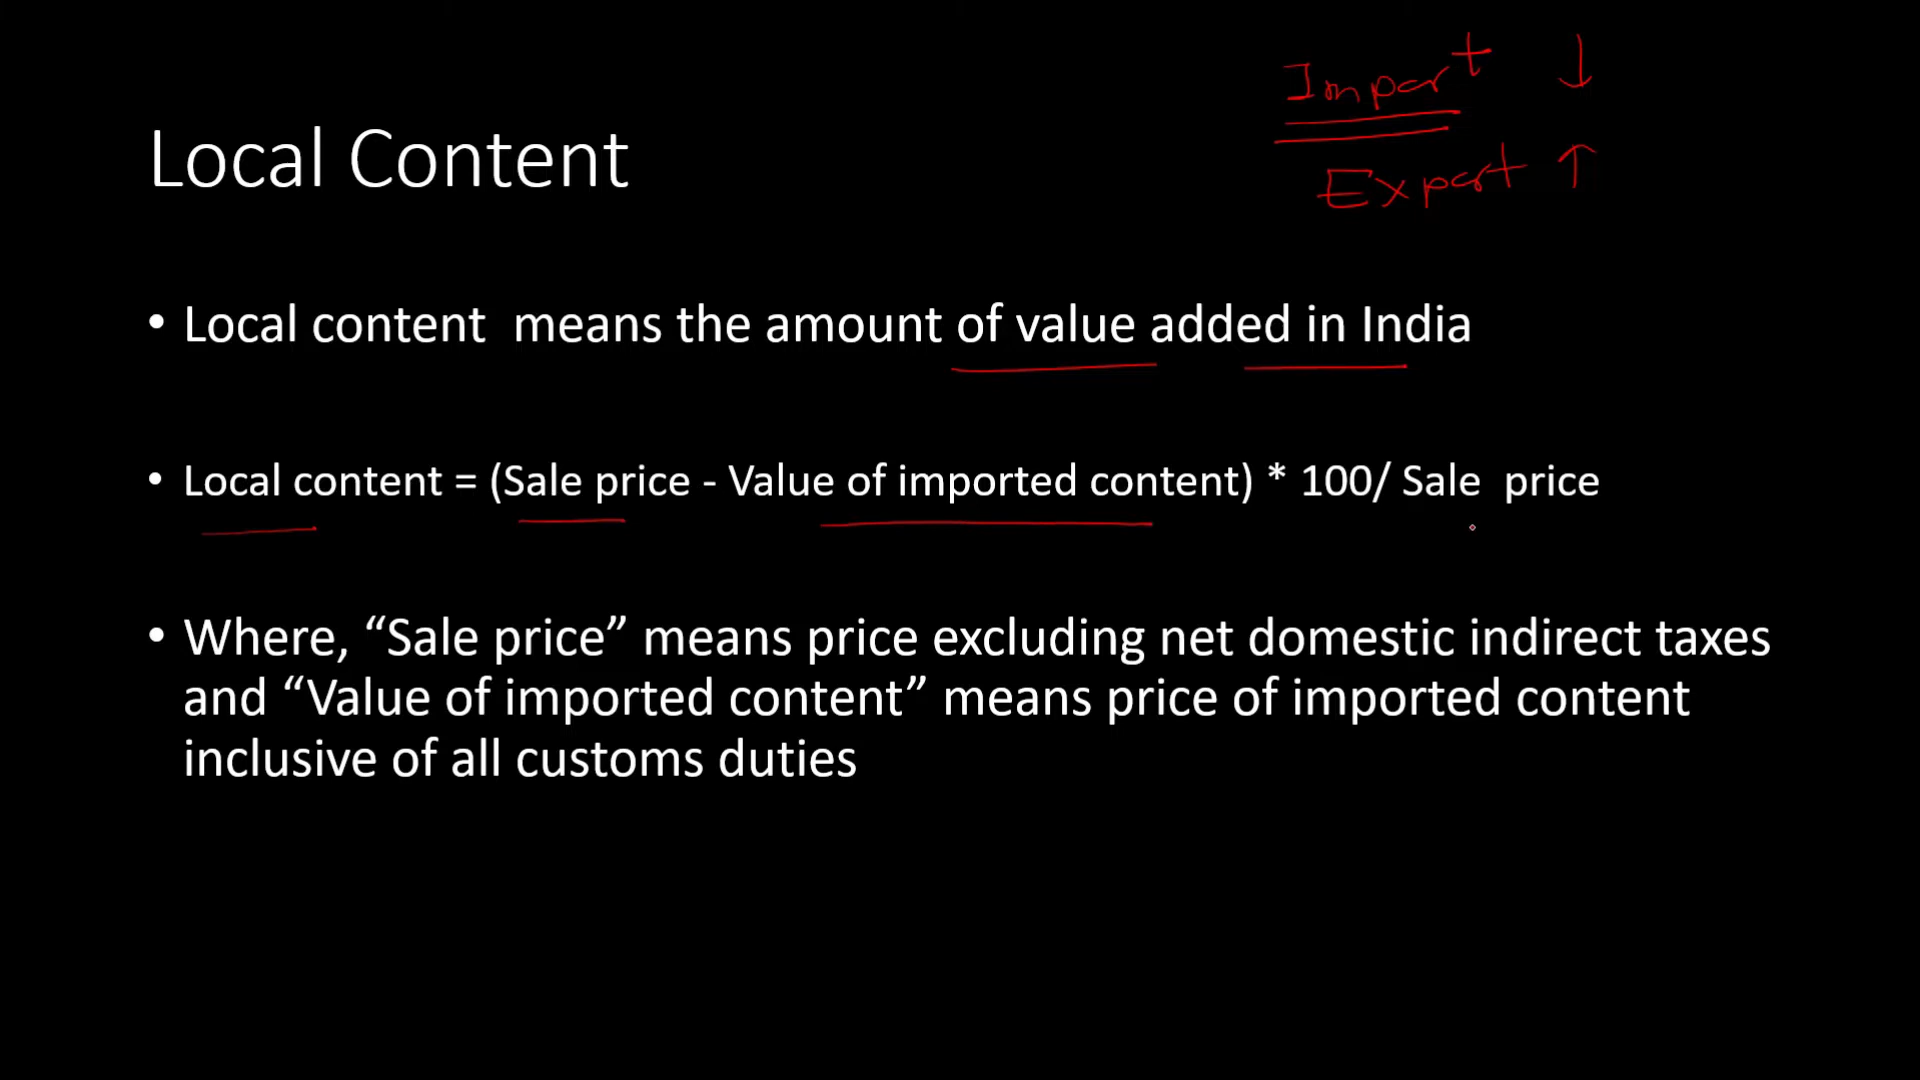 Import ↓
Export ↑
Local Content
• Local content  means the amount of value added in India
• Local content = (Sale price - Value of imported content) * 100/ Sale  price
• Where, “Sale price” means price excluding net domestic indirect taxes
and “Value of imported content” means price of imported content
inclusive of all customs duties